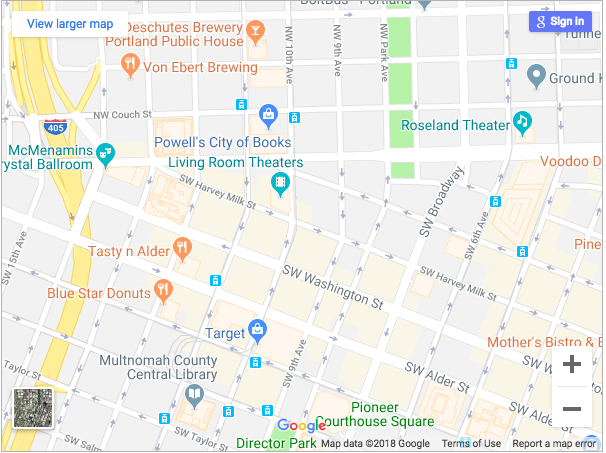 BoltBus - Portland
View larger map
Deschutes Brewery
Portland Public House
Sign in
NW 10th Ave
NW 9th Ave
NW Park Ave
Von Ebert Brewing
Ground K
NW Couch St
405
Powell's City of Books
Roseland Theater
McMenamins
rystal Ballroom
Living Room Theaters
Voodoo D
SW Harvey Milk St
SW Broadway
SW 6th Ave
SW 15th Ave
Tasty n Alder
Pine
SW Washington St
SW Harvey Milk St
Blue Star Donuts
Target
Mother's Bistro & B
SW 9th Ave
Multnomah County
Central Library
Taylor St
SW Alder St
SW Washin
Pioneer
Courthouse Square
SW Salm
SW Taylor St
Google
Director Park
Map data ©2018 Google
Terms of Use
Report a map error